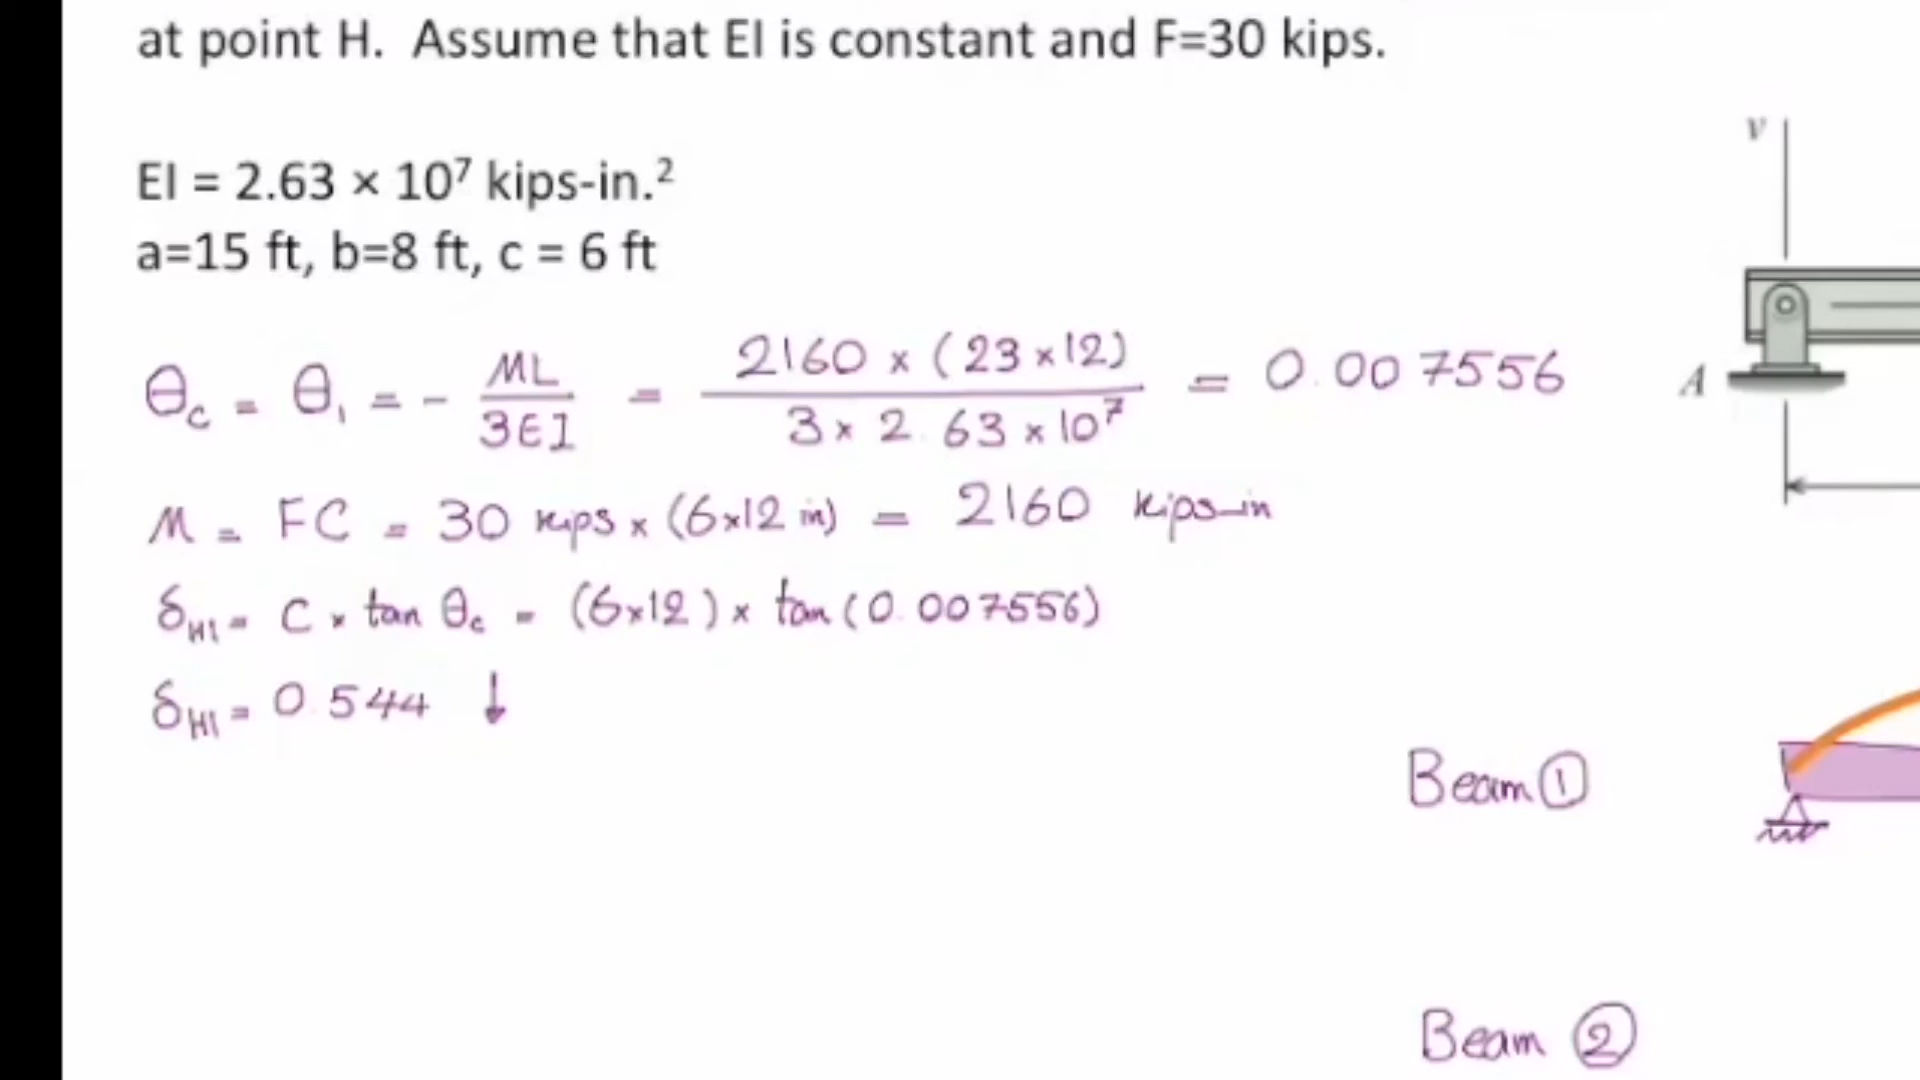 at point H. Assume that EI is constant and F=30 kips.
v
EI = 2.63 × 10⁷ kips-in.²
a=15 ft, b=8 ft, c = 6 ft
θc = θ₁ = - ML/3EI = 2160 × (23×12)/3× 2.63 ×10⁷ = 0.007556
A
M = FC = 30 kips × (6×12 in) = 2160 kips-in
δH1 = C × tan θc = (6×12) × tan (0.007556)
δH1 = 0.544 ↓
Beam ①
Beam ②